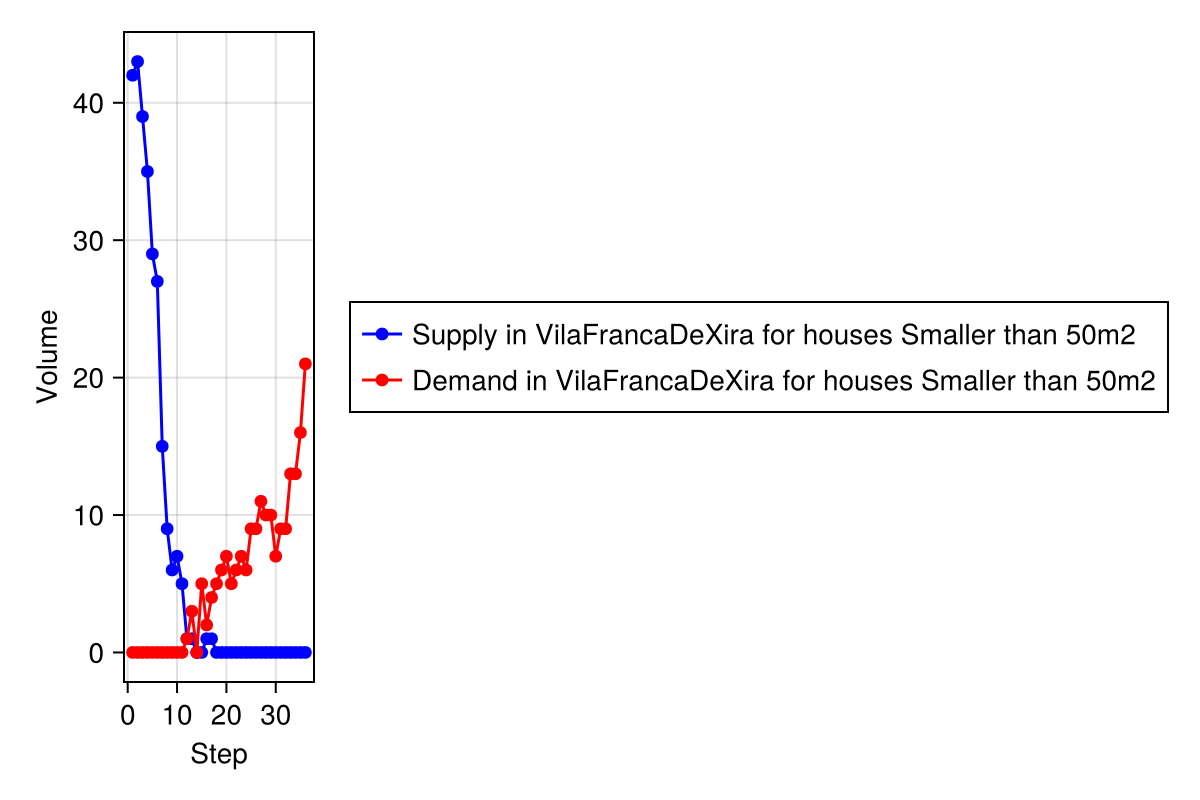 40
30
20
10
0
Volume
0 10 20 30
Step
Supply in VilaFrancaDeXira for houses Smaller than 50m2
Demand in VilaFrancaDeXira for houses Smaller than 50m2